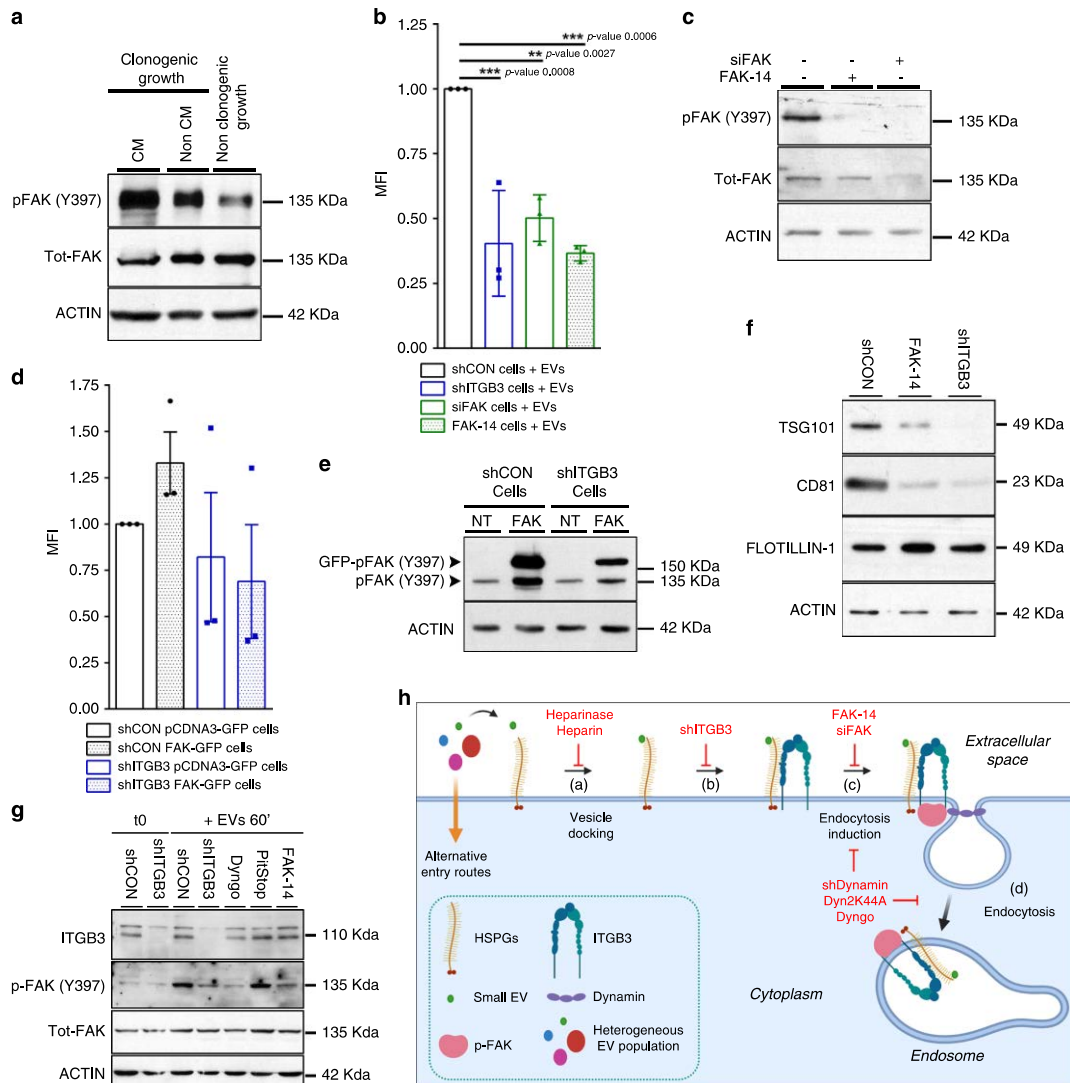 a
Clonogenic growth
Non clonogenic growth
CM
Non CM
pFAK (Y397)
135 KDa
Tot-FAK
135 KDa
ACTIN
42 KDa
b
*** p-value 0.0006
** p-value 0.0027
*** p-value 0.0008
MFI
1.00
0.75
0.50
0.25
0.00
shCON cells + EVs
shITGB3 cells + EVs
siFAK cells + EVs
FAK-14 cells + EVs
c
siFAK - - +
FAK-14 - + -
pFAK (Y397)
135 KDa
Tot-FAK
135 KDa
ACTIN
42 KDa
d
MFI
1.75
1.50
1.25
1.00
0.75
0.50
0.25
0.00
shCON pCDNA3-GFP cells
shCON FAK-GFP cells
shITGB3 pCDNA3-GFP cells
shITGB3 FAK-GFP cells
e
shCON Cells
shITGB3 Cells
NT FAK NT FAK
GFP-pFAK (Y397)
150 KDa
pFAK (Y397)
135 KDa
ACTIN
42 KDa
f
shCON
FAK-14
shITGB3
TSG101
49 KDa
CD81
23 KDa
FLOTILLIN-1
49 KDa
ACTIN
42 KDa
g
t0
+ EVs 60'
shCON
shITGB3
shCON
shITGB3
Dyngo
PitStop
FAK-14
ITGB3
110 Kda
p-FAK (Y397)
135 Kda
Tot-FAK
135 Kda
ACTIN
42 Kda
h
Heparinase
Heparin
shITGB3
FAK-14
siFAK
Extracellular
space
(a)
(b)
(c)
Vesicle
docking
Endocytosis
induction
Alternative
entry routes
shDynamin
Dyn2K44A
Dyngo
(d)
Endocytosis
HSPGs
ITGB3
Small EV
Dynamin
p-FAK
Heterogeneous
EV population
Cytoplasm
Endosome